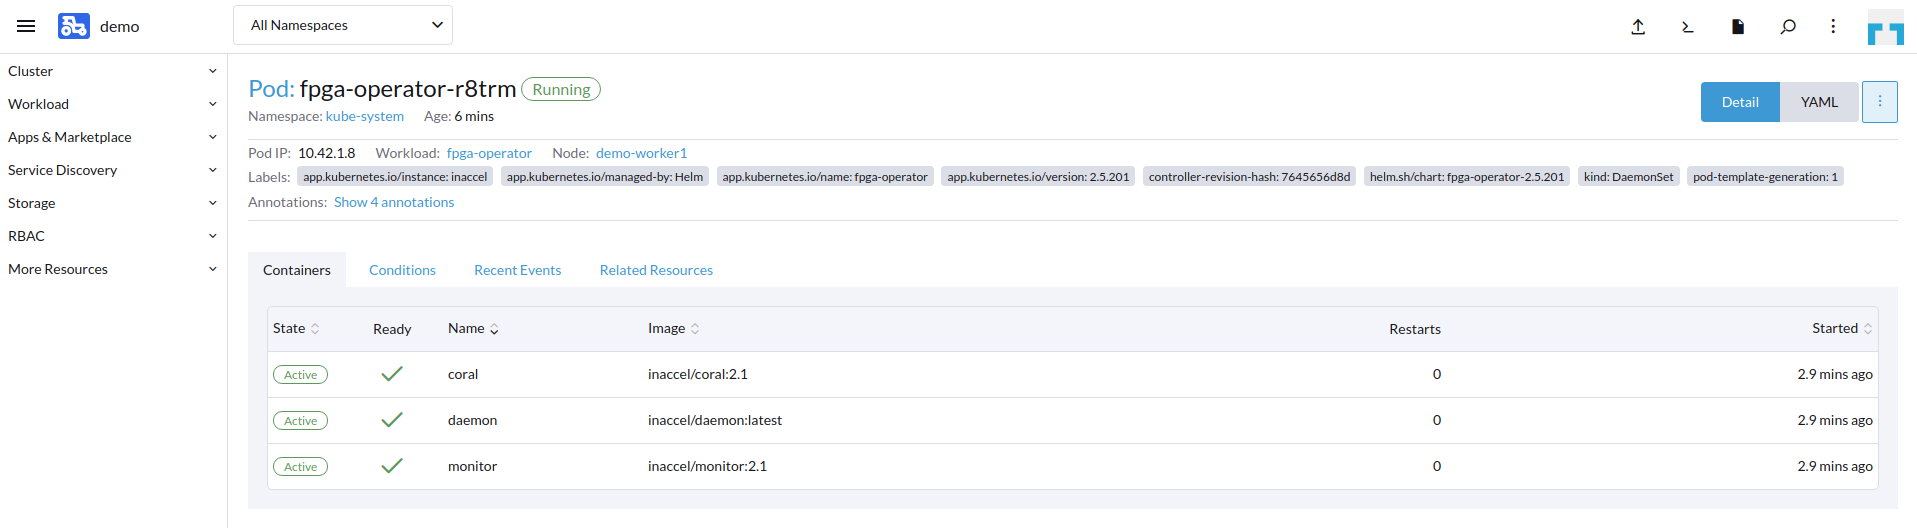 demo
All Namespaces
Cluster
Workload
Apps & Marketplace
Service Discovery
Storage
RBAC
More Resources
Pod: fpga-operator-r8trm Running
Detail YAML
Namespace: kube-system Age: 6 mins
Pod IP: 10.42.1.8 Workload: fpga-operator Node: demo-worker1
Labels: app.kubernetes.io/instance: inaccel app.kubernetes.io/managed-by: Helm app.kubernetes.io/name: fpga-operator app.kubernetes.io/version: 2.5.201 controller-revision-hash: 7645656d8d helm.sh/chart: fpga-operator-2.5.201 kind: DaemonSet pod-template-generation: 1
Annotations: Show 4 annotations
Containers Conditions Recent Events Related Resources
State Ready Name Image Restarts Started
Active coral inaccel/coral:2.1 0 2.9 mins ago
Active daemon inaccel/daemon:latest 0 2.9 mins ago
Active monitor inaccel/monitor:2.1 0 2.9 mins ago